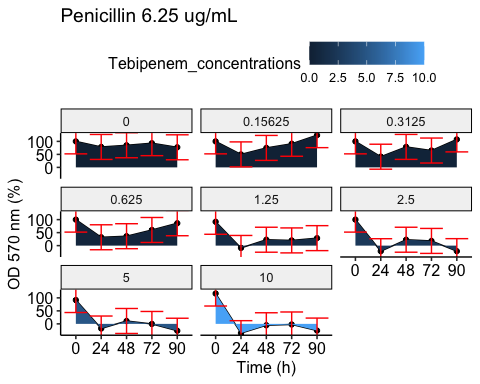 Penicillin 6.25 ug/mL
Tebipenem_concentrations
0.0 2.5 5.0 7.5 10.0
0 0.15625 0.3125
100
50
0
0.625 1.25 2.5
100
50
0
0 24 48 72 90
5 10
100
50
0
0 24 48 72 90 0 24 48 72 90
OD 570 nm (%)
Time (h)